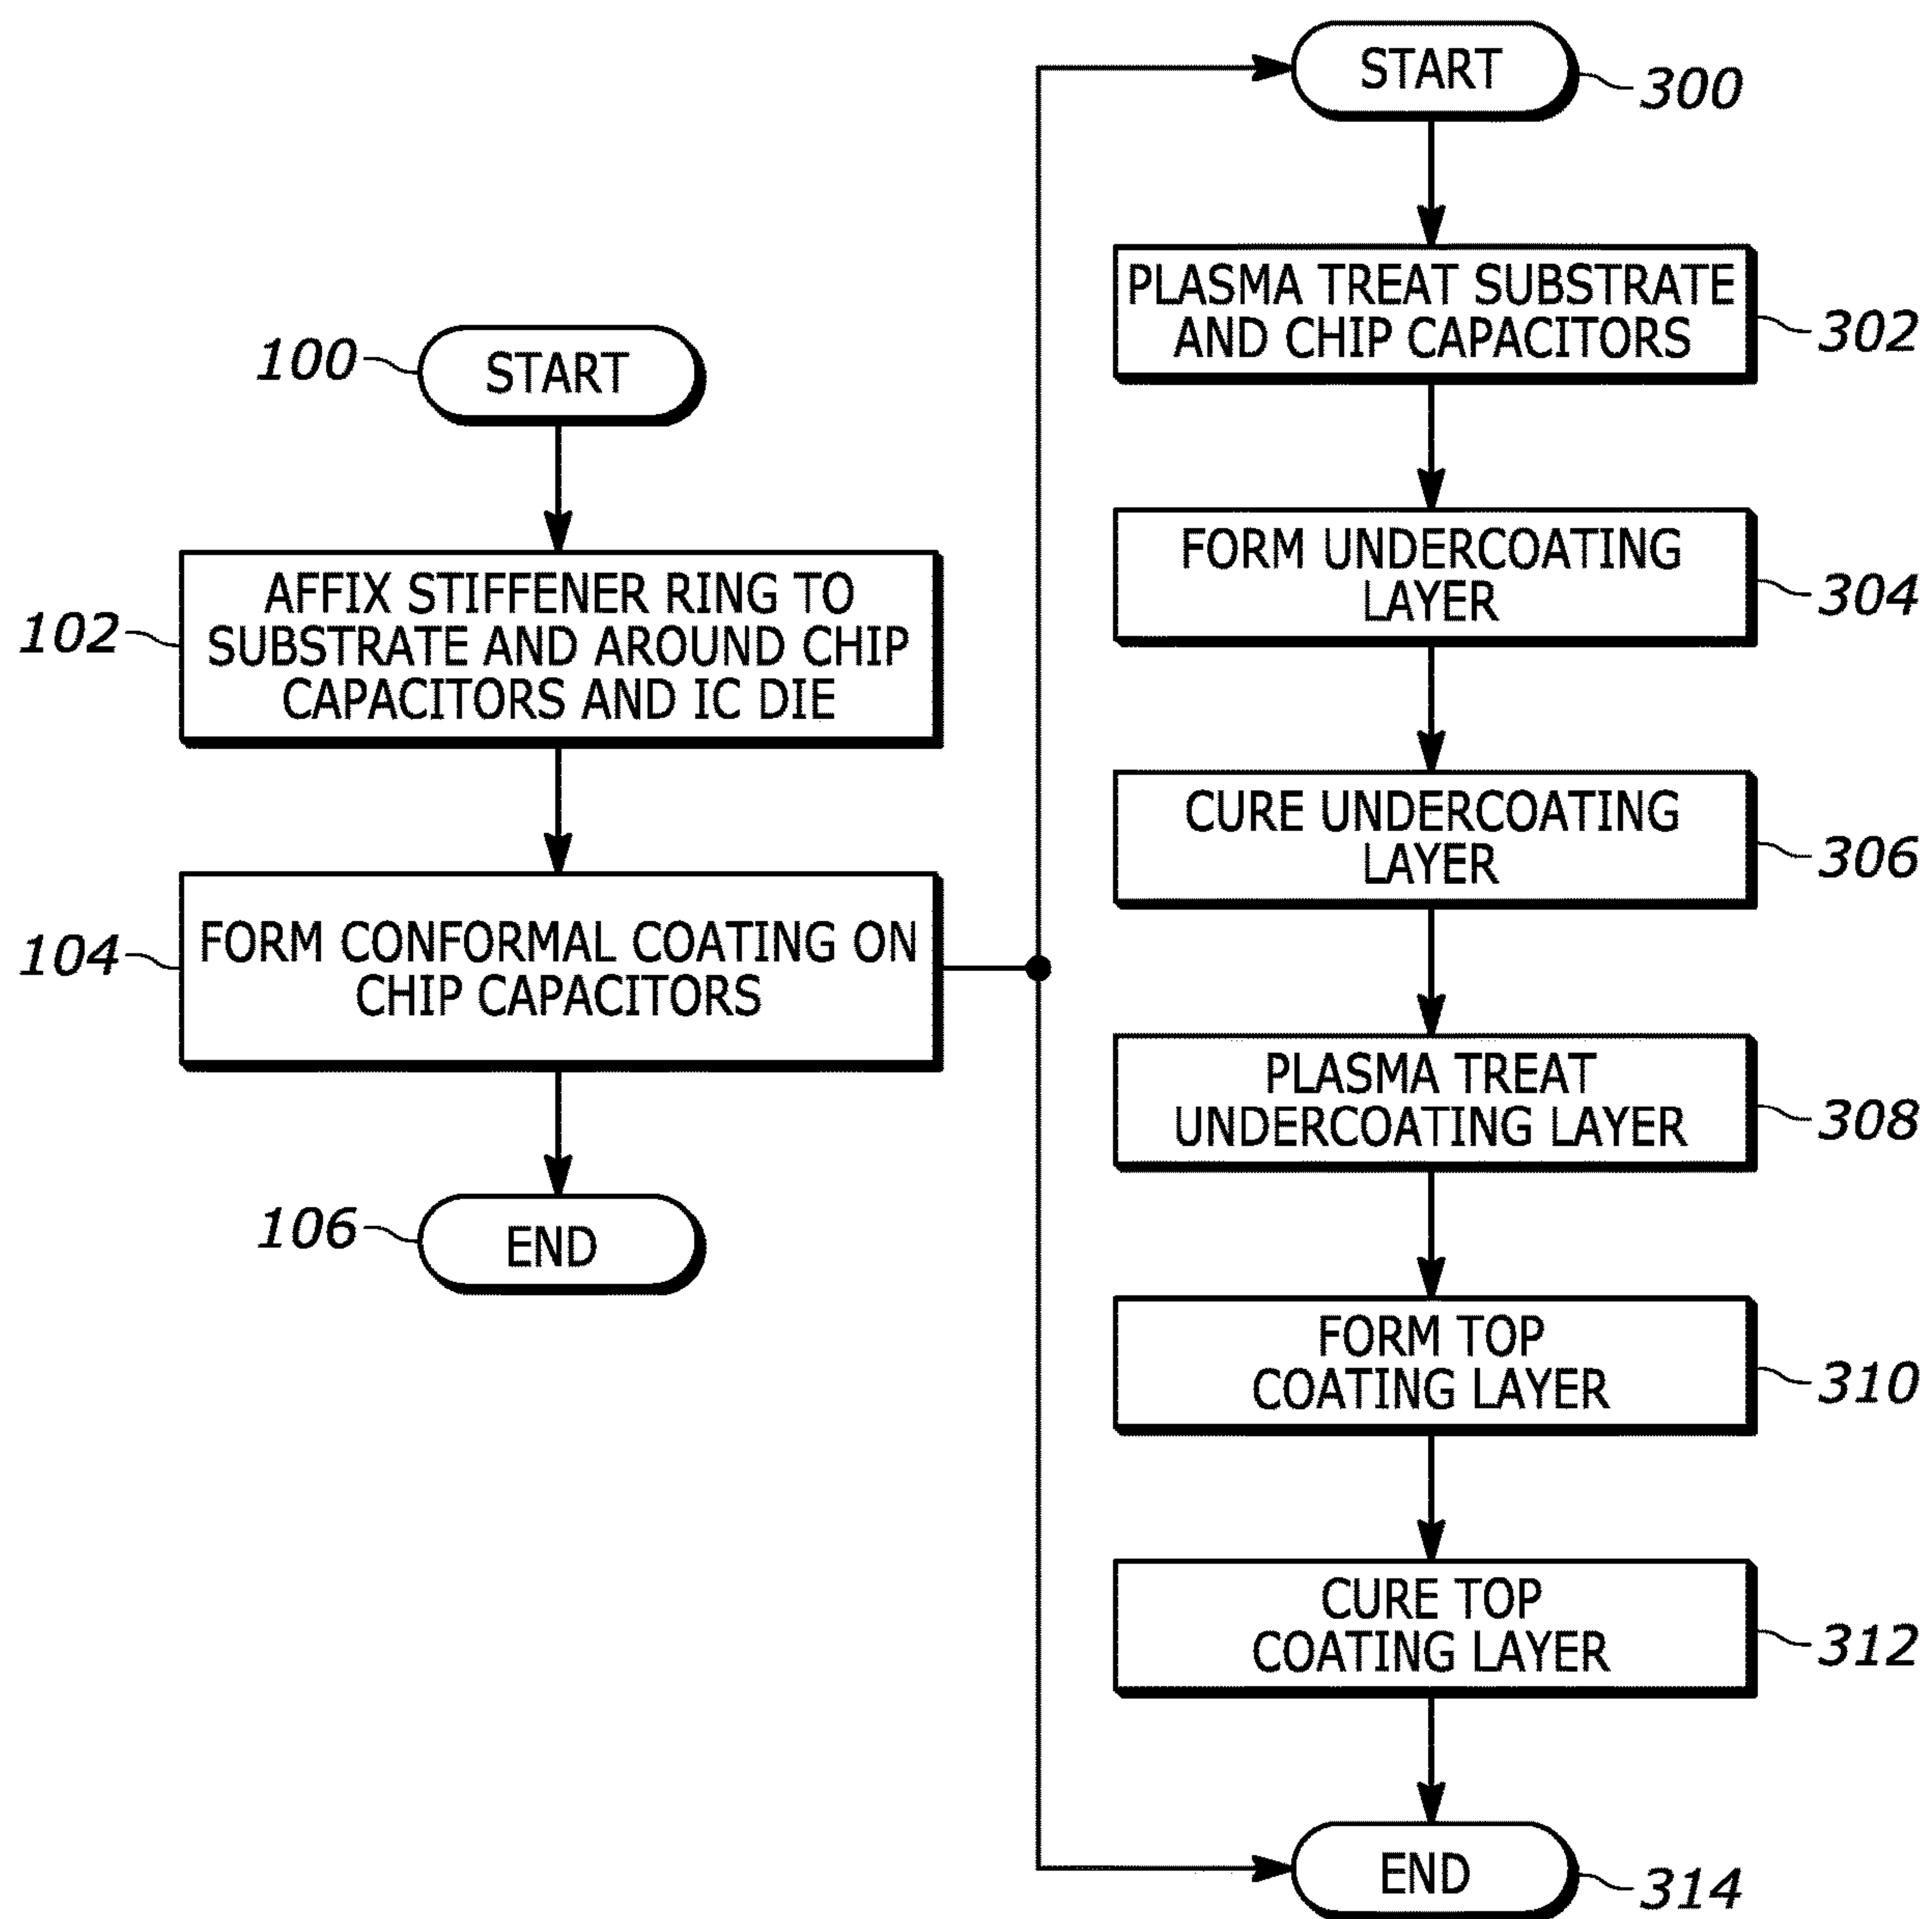 100
START
102
AFFIX STIFFENER RING TO
SUBSTRATE AND AROUND CHIP
CAPACITORS AND IC DIE
104
FORM CONFORMAL COATING ON
CHIP CAPACITORS
106
END
START
300
PLASMA TREAT SUBSTRATE
AND CHIP CAPACITORS
302
FORM UNDERCOATING
LAYER
304
CURE UNDERCOATING
LAYER
306
PLASMA TREAT
UNDERCOATING LAYER
308
FORM TOP
COATING LAYER
310
CURE TOP
COATING LAYER
312
END
314